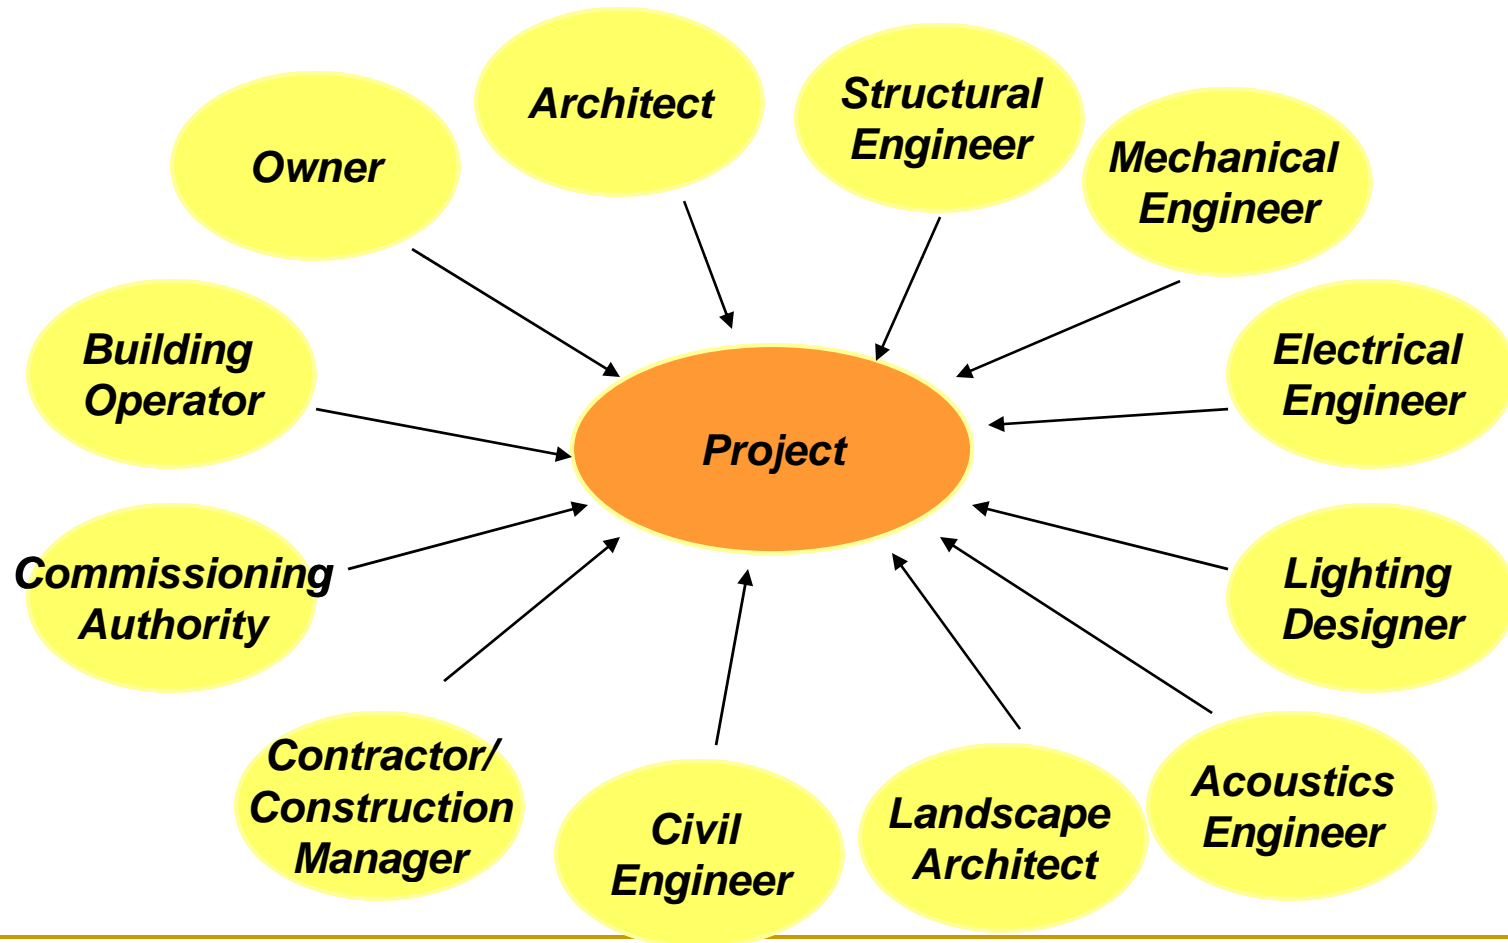 Architect
Structural
Engineer
Owner
Mechanical
Engineer
Building
Operator
Electrical
Engineer
Project
Commissioning
Authority
Lighting
Designer
Contractor/
Construction
Manager
Civil
Engineer
Landscape
Architect
Acoustics
Engineer